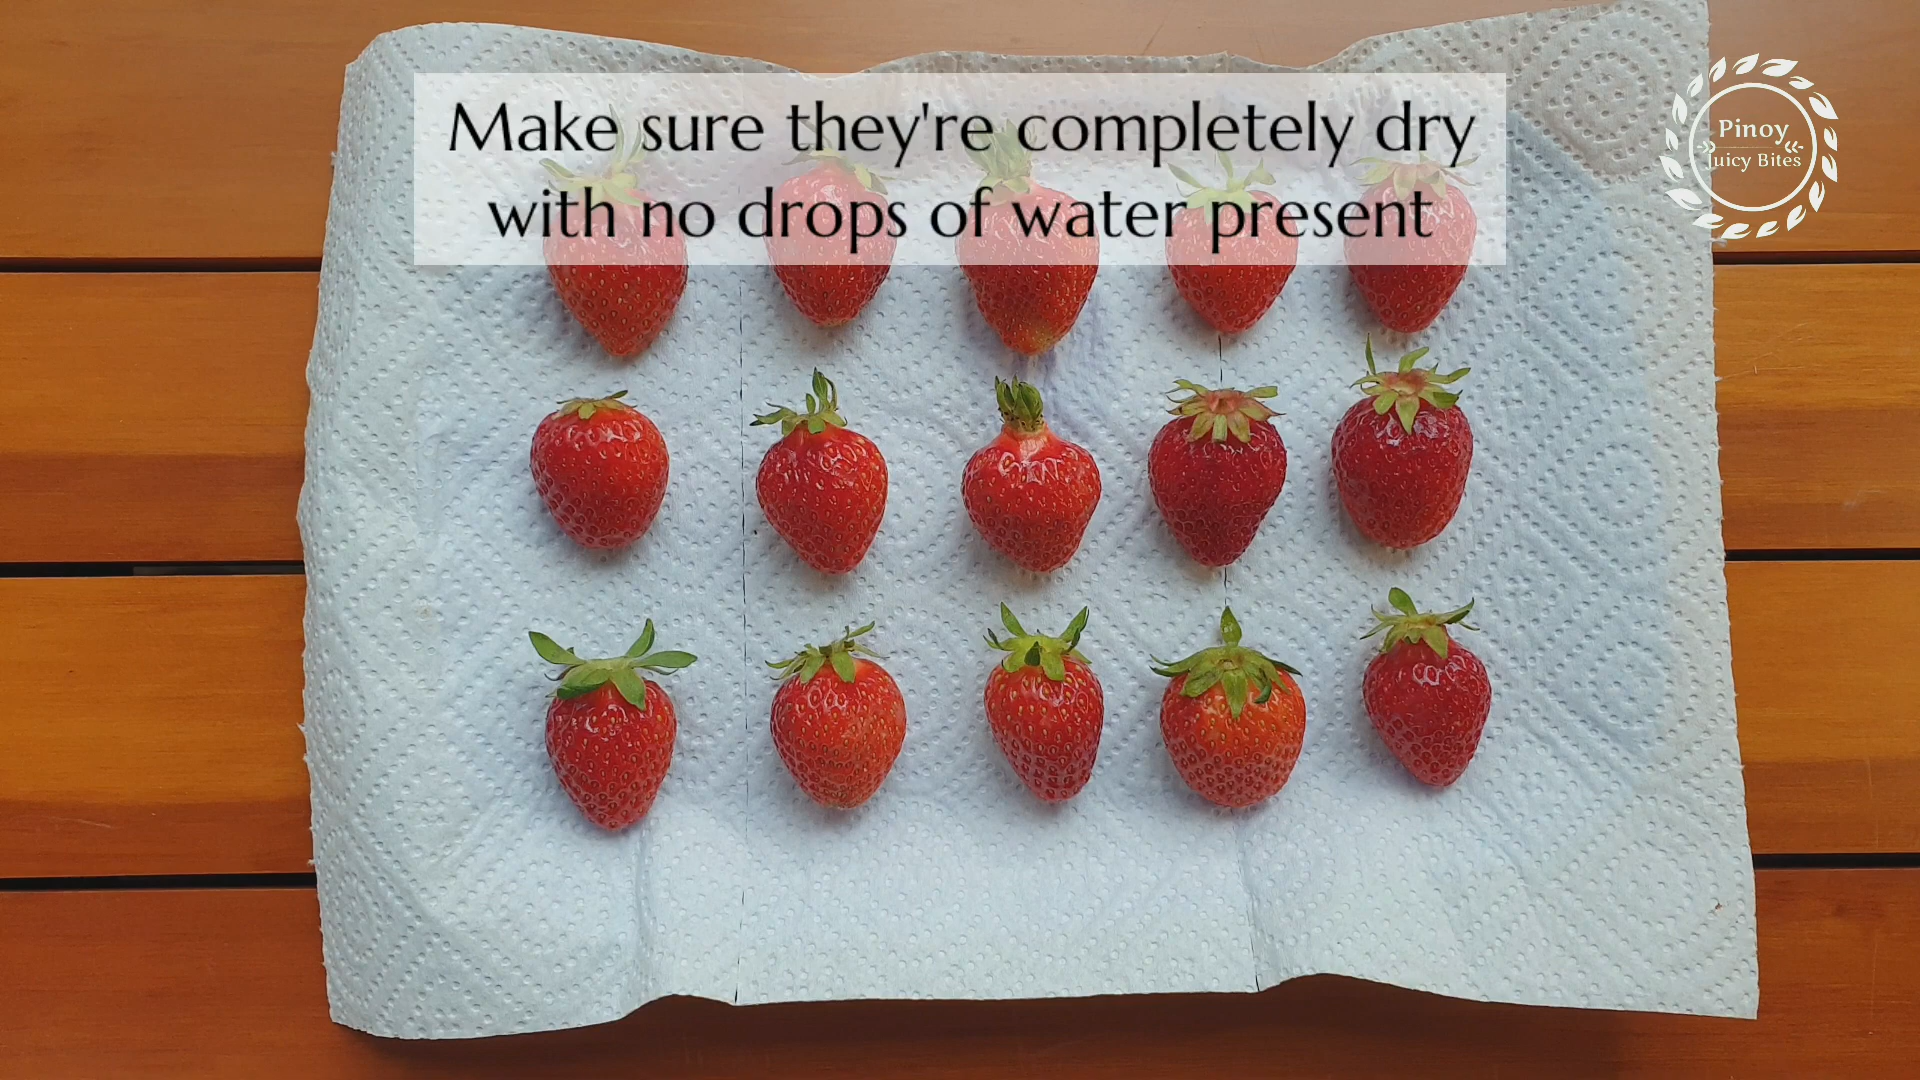 Make sure they're completely dry
with no drops of water present
Pinoy
Juicy Bites